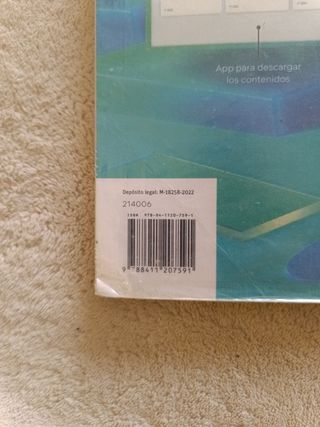 App para descargar
los contenidos
Depósito legal: M-18258-2022
214006
ISBN 978-84-1120-759-1
9 788411 207591